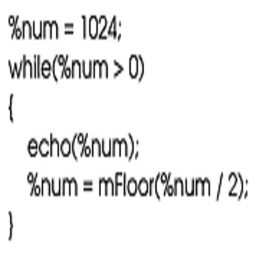 %num = 1024;
while(%num > 0)
{
echo(%num);
%num = mFloor(%num / 2);
}